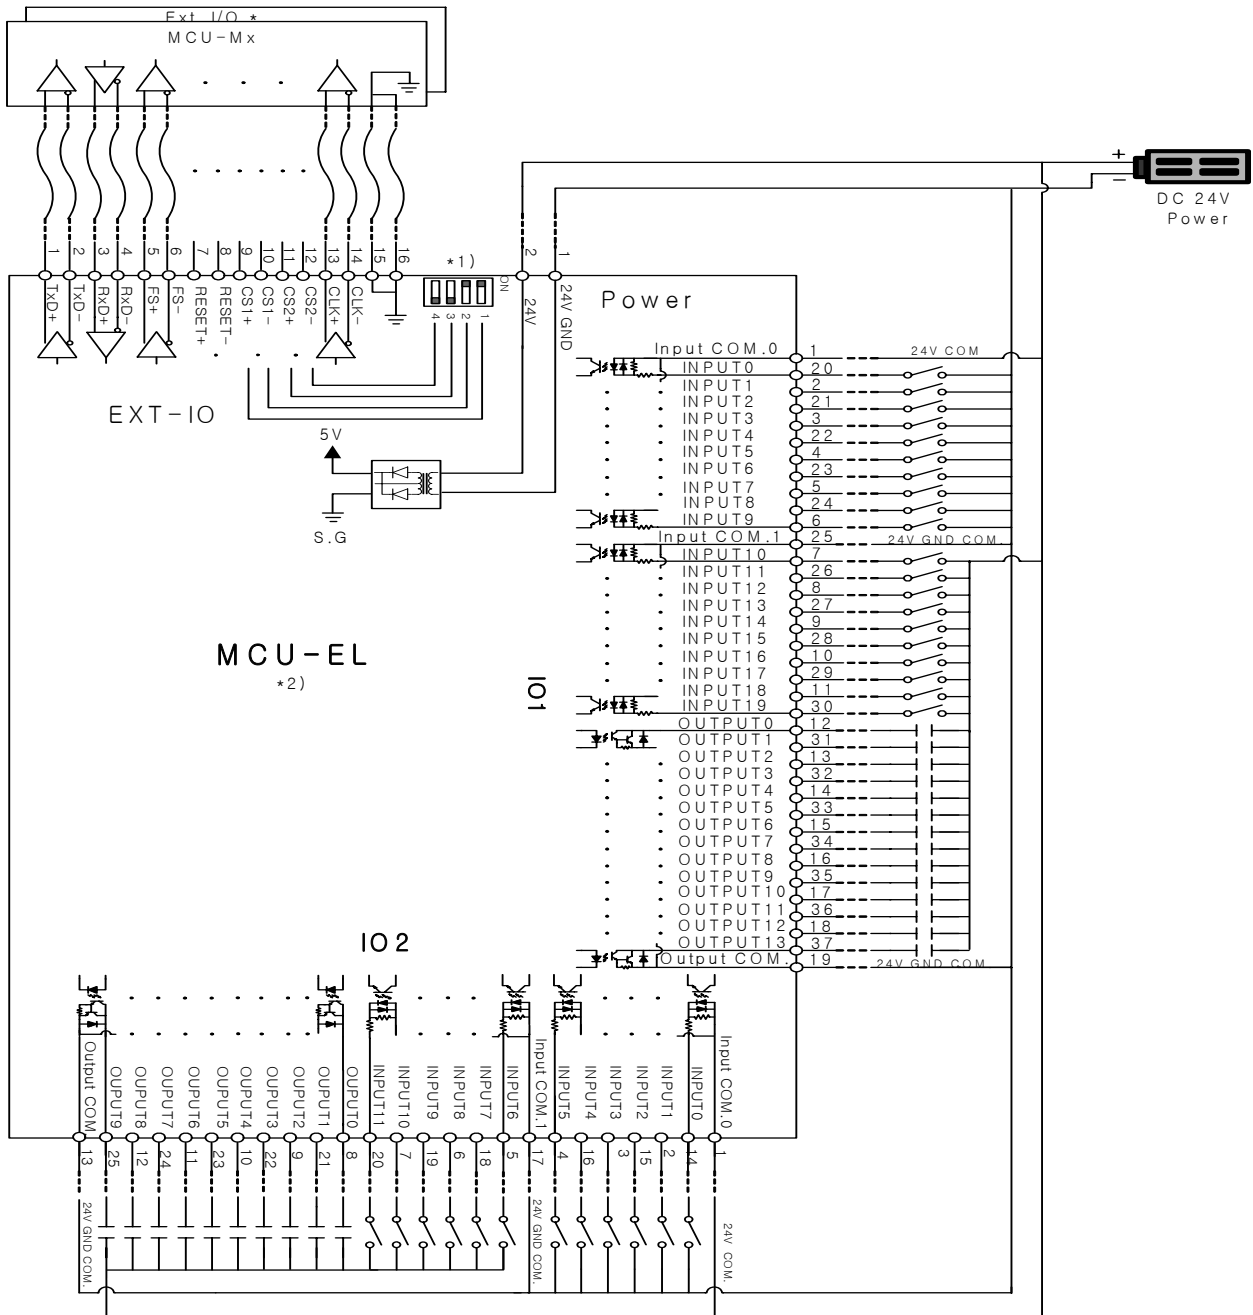 Ext. I/O *
MCU-Mx
+
−
DC 24V
Power
1 2 3 4 5 6 7 8 9 10 11 12 13 14 15 16
2 1
*1)
ON
4 3 2 1
TxD+
TxD-
RxD+
RxD-
FS+
FS-
RESET+
RESET-
CS1+
CS1-
CS2+
CS2-
CLK+
CLK-
24V
24V GND
Power
EXT-IO
5V
S.G
MCU-EL
*2)
IO1
Input COM.0 1 24V COM
INPUT0 20
INPUT1 2
INPUT2 21
INPUT3 3
INPUT4 22
INPUT5 4
INPUT6 23
INPUT7 5
INPUT8 24
INPUT9 6
Input COM.1 25 24V GND COM.
INPUT10 7
INPUT11 26
INPUT12 8
INPUT13 27
INPUT14 9
INPUT15 28
INPUT16 10
INPUT17 29
INPUT18 11
INPUT19 30
OUTPUT0 12
OUTPUT1 31
OUTPUT2 13
OUTPUT3 32
OUTPUT4 14
OUTPUT5 33
OUTPUT6 15
OUTPUT7 34
OUTPUT8 16
OUTPUT9 35
OUTPUT10 17
OUTPUT11 36
OUTPUT12 18
OUTPUT13 37
Output COM. 19 24V GND COM
IO2
Output COM
OUPUT9
OUPUT8
OUPUT7
OUPUT6
OUPUT5
OUPUT4
OUPUT3
OUPUT2
OUPUT1
OUPUT0
INPUT11
INPUT10
INPUT9
INPUT8
INPUT7
INPUT6
Input COM.1
INPUT5
INPUT4
INPUT3
INPUT2
INPUT1
INPUT0
Input COM.0
13 25 12 24 11 23 10 22 9 21 8 20 7 19 6 18 5 17 4 16 3 15 2 14 1
24V GND COM.
24V GND COM.
24V COM.